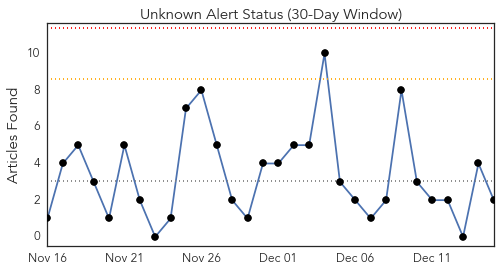 Unknown Alert Status (30-Day Window)
Articles Found
10
8
6
4
2
0
Nov 16 Nov 21 Nov 26 Dec 01 Dec 06 Dec 11